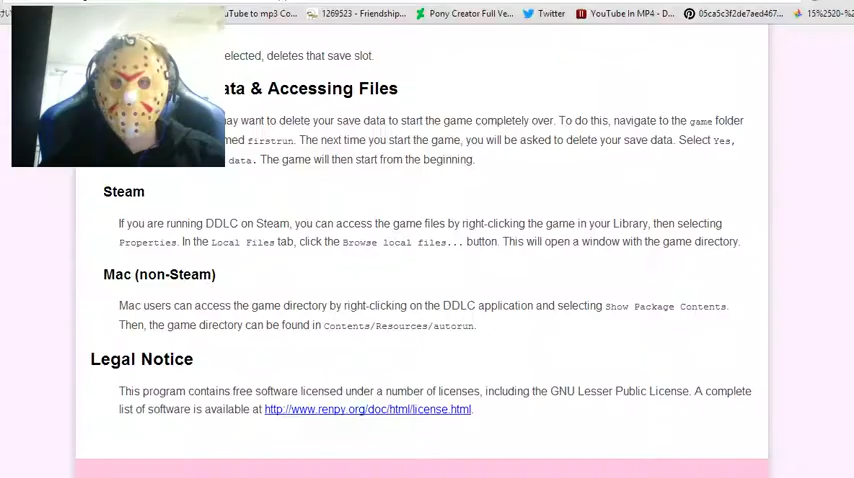 uTube to mp3 Co... 1269523 - Friendship... Pony Creator Full Ve... Twitter YouTube In MP4 - D... 05ca5c3f2de7aed467... 15%2520-%2
elected, deletes that save slot.
ata & Accessing Files
may want to delete your save data to start the game completely over. To do this, navigate to the game folder
med firstrun. The next time you start the game, you will be asked to delete your save data. Select Yes,
data. The game will then start from the beginning.
Steam
If you are running DDLC on Steam, you can access the game files by right-clicking the game in your Library, then selecting
Properties. In the Local Files tab, click the Browse local files... button. This will open a window with the game directory.
Mac (non-Steam)
Mac users can access the game directory by right-clicking on the DDLC application and selecting Show Package Contents.
Then, the game directory can be found in Contents/Resources/autorun.
Legal Notice
This program contains free software licensed under a number of licenses, including the GNU Lesser Public License. A complete
list of software is available at http://www.renpy.org/doc/html/license.html.